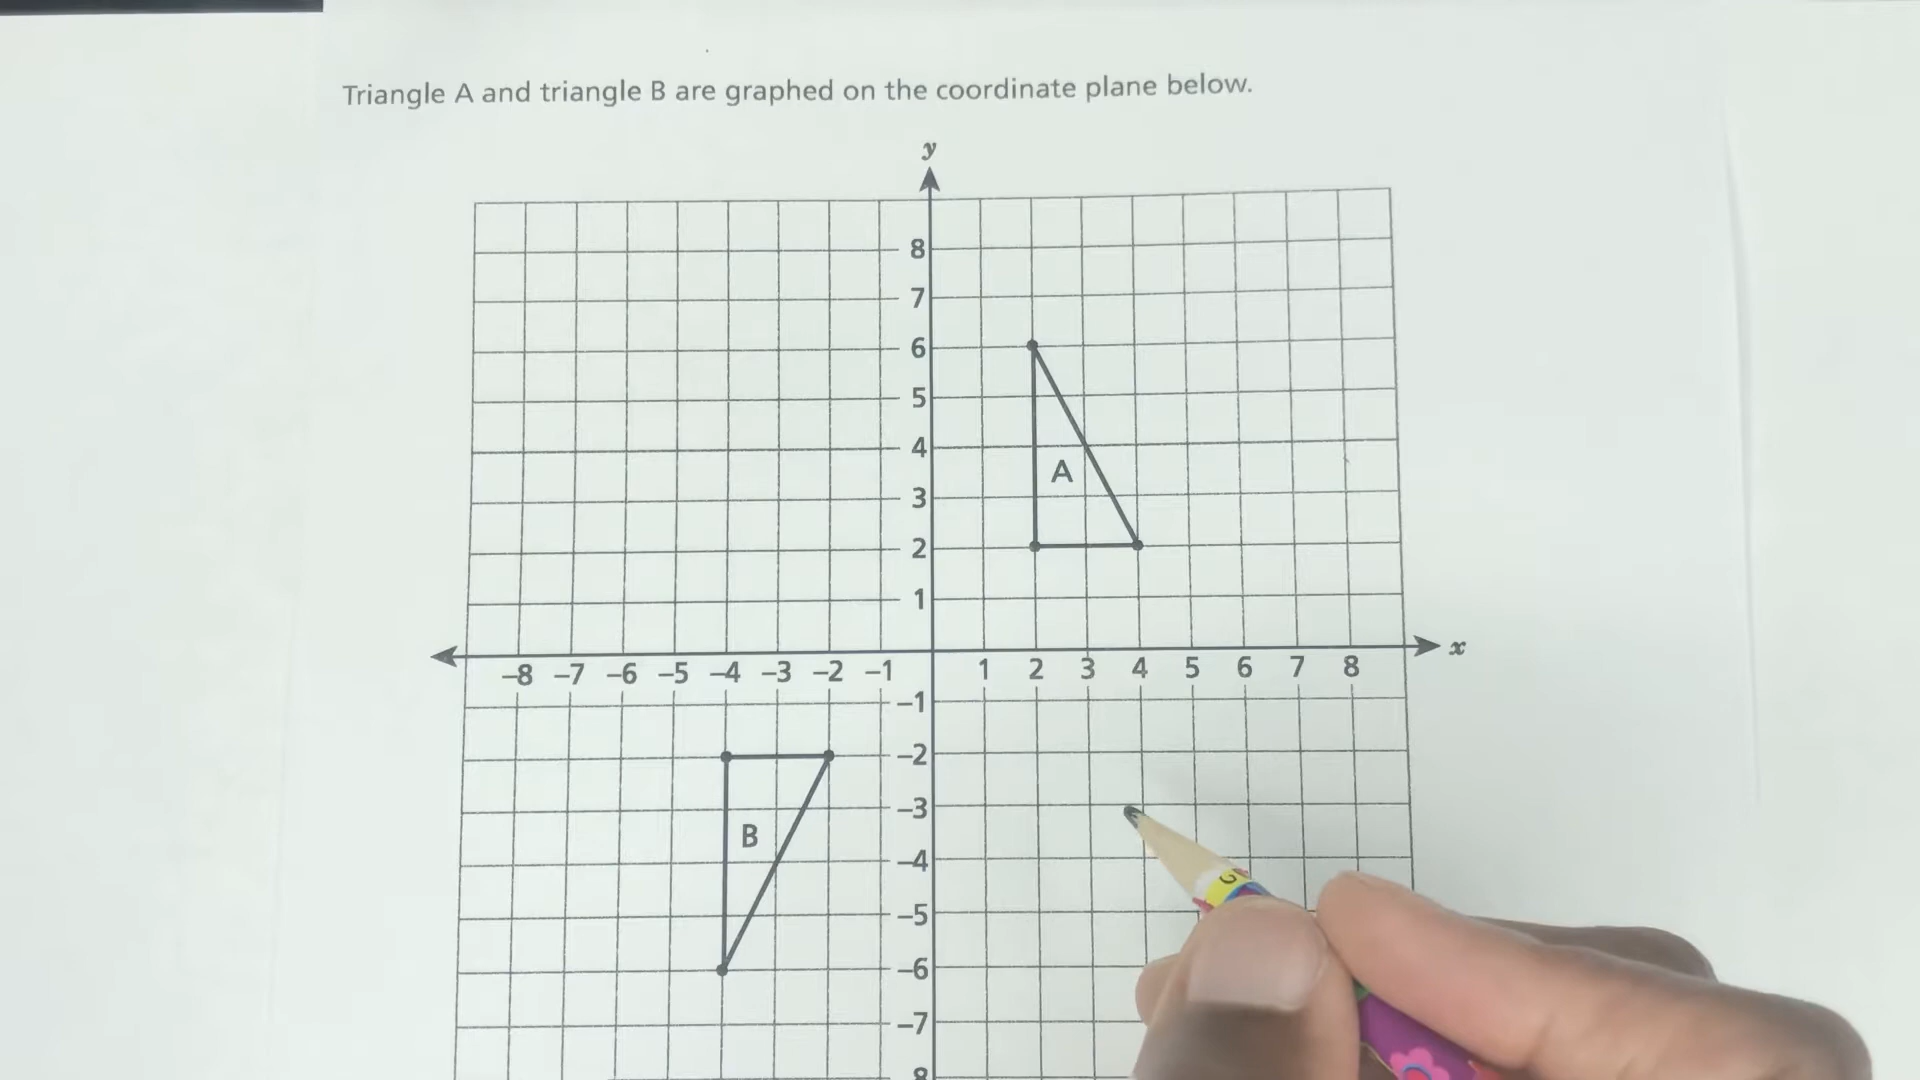 Triangle A and triangle B are graphed on the coordinate plane below.
y
8
7
6
5
4
A
3
2
1
x
–8 –7 –6 –5 –4 –3 –2 –1 1 2 3 4 5 6 7 8
–1
–2
–3
B
–4
–5
–6
–7
8